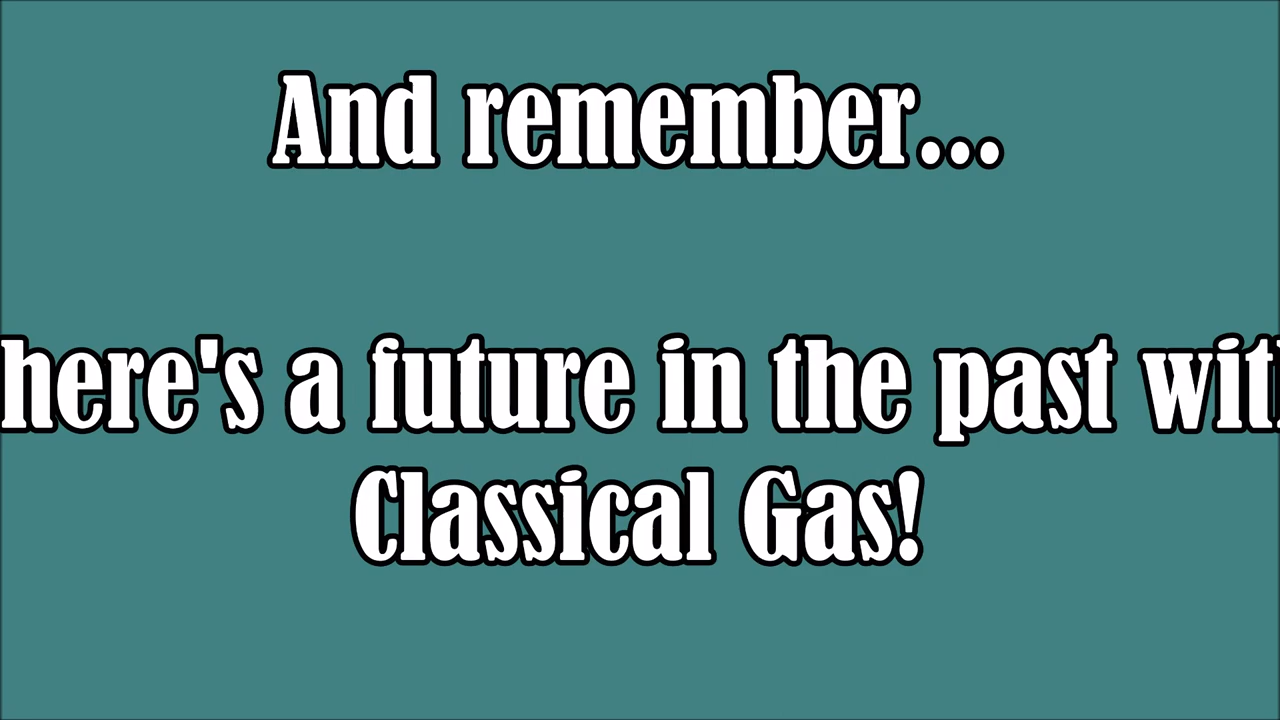 And remember...
here's a future in the past wit
Classical Gas!